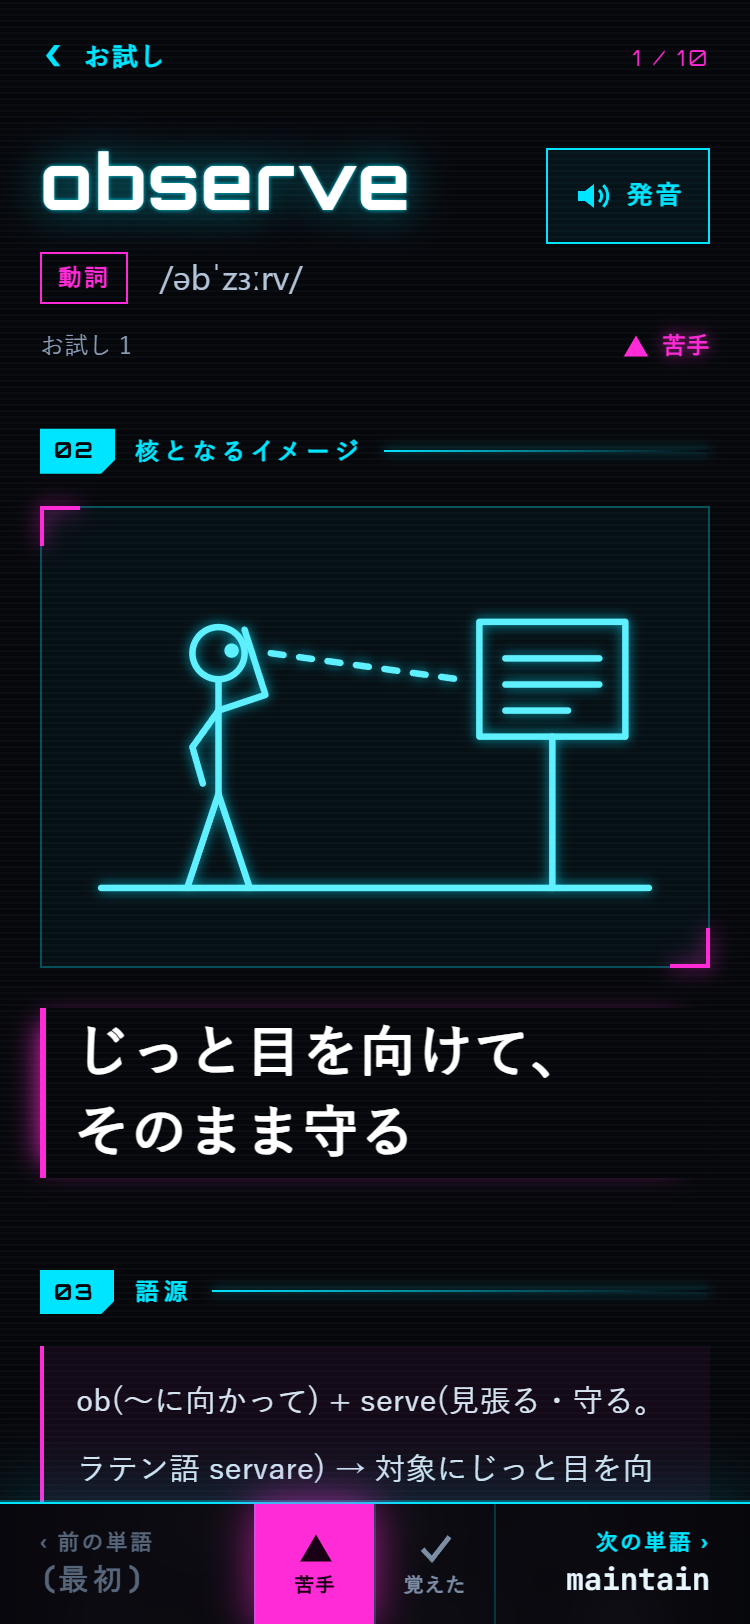 お試し
1 / 10
observe
発音
動詞 /əbˈzɜːrv/
お試し 1
▲ 苦手
02 核となるイメージ
じっと目を向けて、
そのまま守る
03 語源
ob(〜に向かって) + serve(見張る・守る。
ラテン語 servare) → 対象にじっと目を向
‹ 前の単語
(最初)
苦手
覚えた
次の単語 ›
maintain